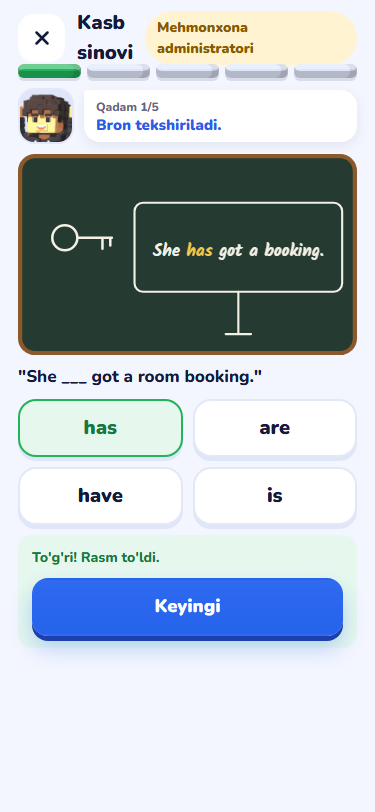 Kasb
sinovi
Mehmonxona
administratori
Qadam 1/5
Bron tekshiriladi.
She has got a booking.
"She ___ got a room booking."
has
are
have
is
To'g'ri! Rasm to'ldi.
Keyingi